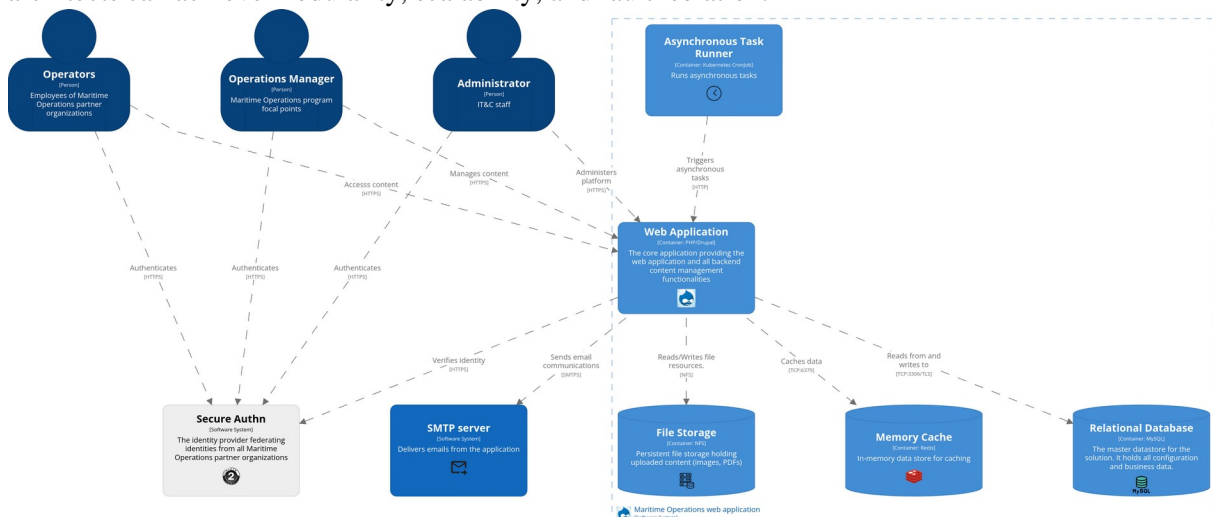 Operators
[Person]
Employees of Maritime
Operations partner
organizations
Operations Manager
[Person]
Maritime Operations program
focal points
Administrator
[Person]
IT&C staff
Asynchronous Task
Runner
[Container: Kubernetes CronJob]
Runs asynchronous tasks
Accesss content
[HTTPS]
Manages content
[HTTPS]
Administers
platform
[HTTPS]
Triggers
asynchronous
tasks
[HTTP]
Web Application
[Container: PHP/Drupal]
The core application providing the
web application and all backend
content management
functionalities
Authenticates
[HTTPS]
Authenticates
[HTTPS]
Authenticates
[HTTPS]
Verifies identity
[HTTPS]
Sends email
communications
[SMTPS]
Reads/Writes file
resources.
[NFS]
Caches data
[TCP:6379]
Reads from and
writes to
[TCP:3306/TLS]
Secure Authn
[Software System]
The identity provider federating
identities from all Maritime
Operations partner organizations
2
SMTP server
[Software System]
Delivers emails from the application
File Storage
[Container: NFS]
Persistent file storage holding
uploaded content (images, PDFs)
Memory Cache
[Container: Redis]
In-memory data store for caching
Relational Database
[Container: MySQL]
The master datastore for the
solution. It holds all configuration
and business data.
MySQL
Maritime Operations web application